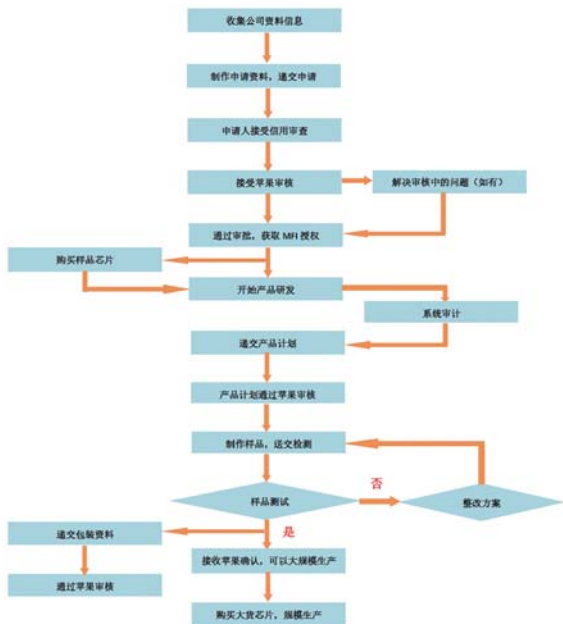 收集公司资料信息
制作申请资料，递交申请
申请人接受信用审查
接受苹果审核
解决审核中的问题（如有）
通过审批，获取 MFI 授权
购买样品芯片
开始产品研发
系统审计
递交产品计划
产品计划通过苹果审核
制作样品，送交检测
否
样品测试
整改方案
是
递交包装资料
接收苹果确认，可以大规模生产
通过苹果审核
购买大货芯片，规模生产